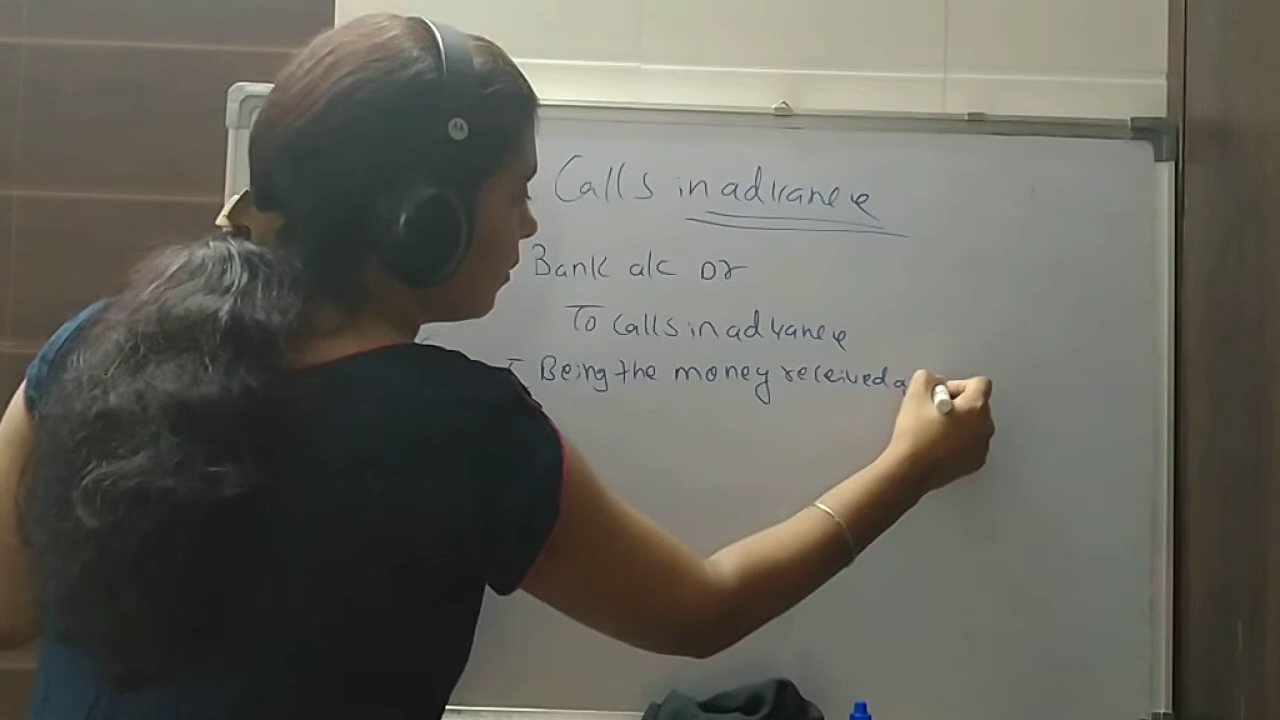 Calls in advance
Bank a/c Dr
To Calls in advance
Being the money received